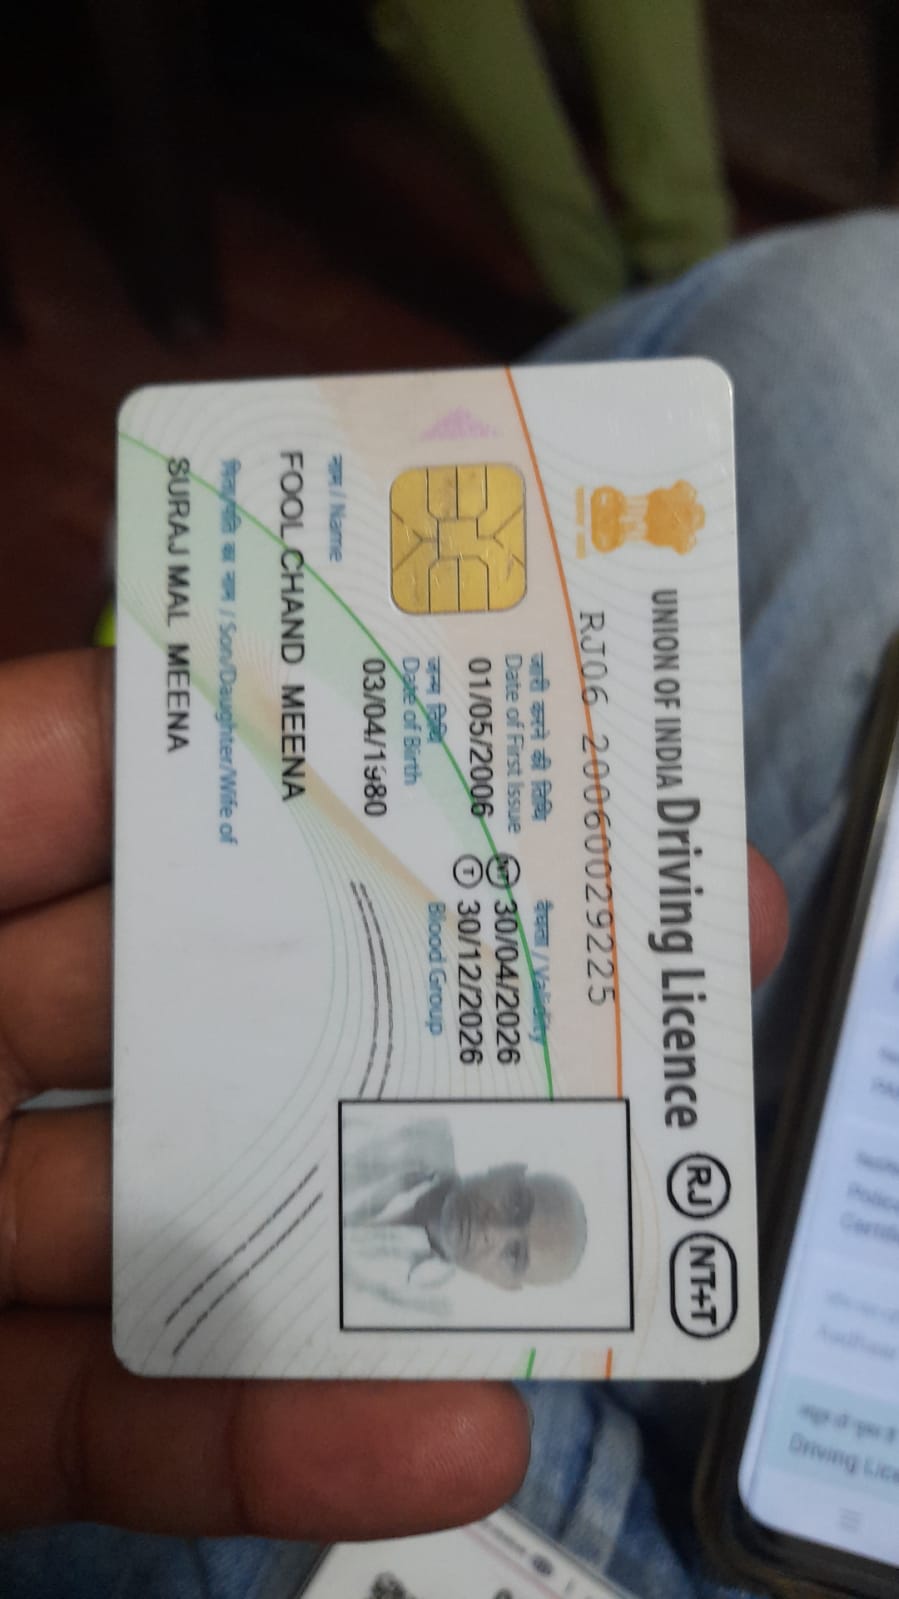 UNION OF INDIA Driving Licence RJ NT+T
RJ06 20060029225
जारी करने की तिथि वैधता / Validity
Date of First Issue NT 30/04/2026
01/05/2006 T 30/12/2026
जन्म तिथि Blood Group
Date of Birth
03/04/1980
नाम / Name
FOOL CHAND MEENA
पिता/पति का नाम / Son/Daughter/Wife of
SURAJ MAL MEENA
Driving